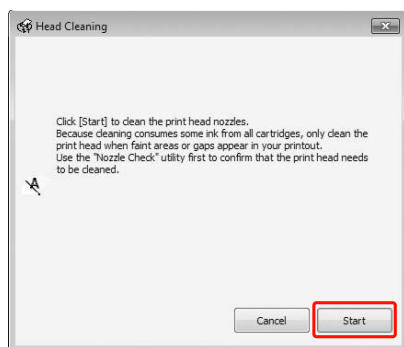 Head Cleaning
Click [Start] to clean the print head nozzles.
Because cleaning consumes some ink from all cartridges, only clean the
print head when faint areas or gaps appear in your printout.
Use the "Nozzle Check" utility first to confirm that the print head needs
to be cleaned.
A
Cancel
Start